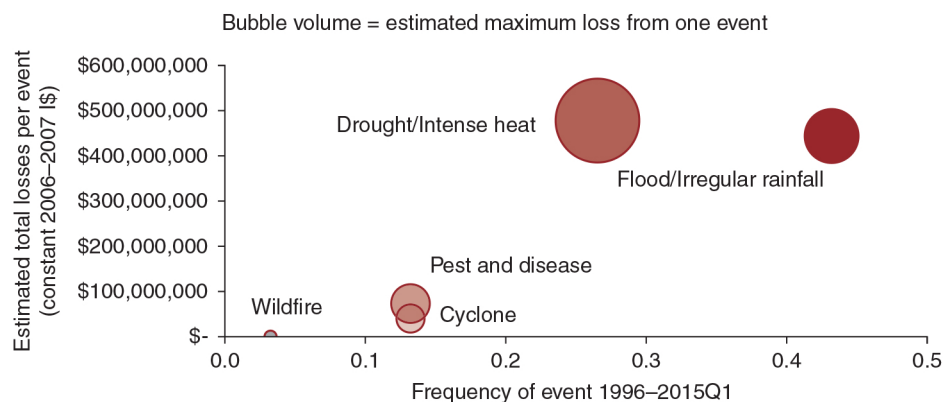 Bubble volume = estimated maximum loss from one event
Estimated total losses per event
(constant 2006–2007 I$)
$600,000,000
$500,000,000
$400,000,000
$300,000,000
$200,000,000
$100,000,000
$-
Drought/Intense heat
Flood/Irregular rainfall
Pest and disease
Wildfire
Cyclone
0.0
0.1
0.2
0.3
0.4
0.5
Frequency of event 1996–2015Q1